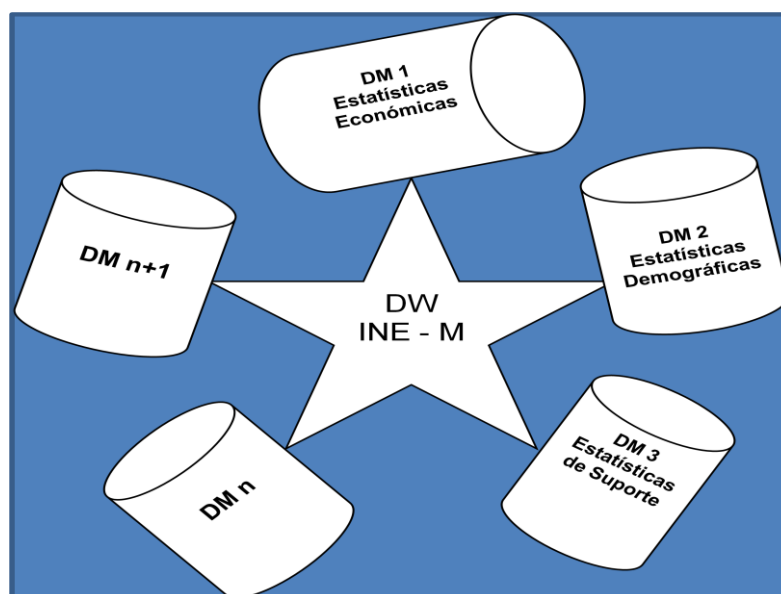 DM 1
Estatísticas
Económicas
DM 2
Estatísticas
Demográficas
DM n+1
DW
INE - M
DM 3
Estatísticas
de Suporte
DM n